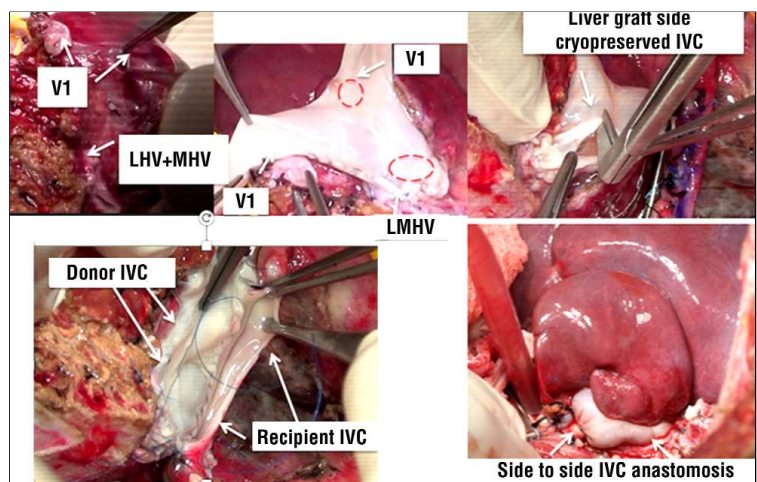 V1
LHV+MHV
V1
V1
LMHV
Liver graft side
cryopreserved IVC
Donor IVC
Recipient IVC
Side to side IVC anastomosis